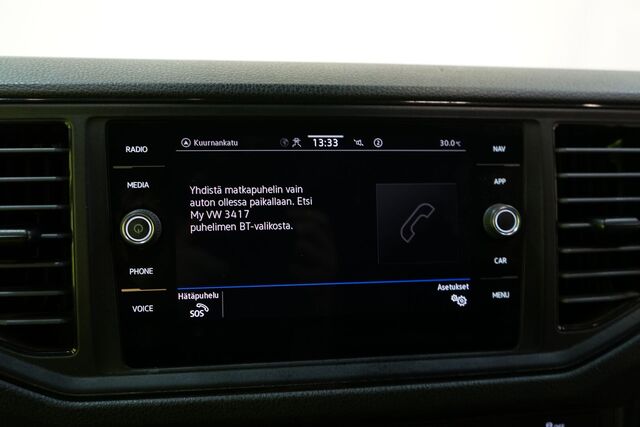 RADIO
MEDIA
PHONE
VOICE
Kuurnankatu 13:33 2 30.0°C
Yhdistä matkapuhelin vain
auton ollessa paikallaan. Etsi
My VW 3417
puhelimen BT-valikosta.
Hätäpuhelu
SOS
Asetukset
NAV
APP
CAR
MENU